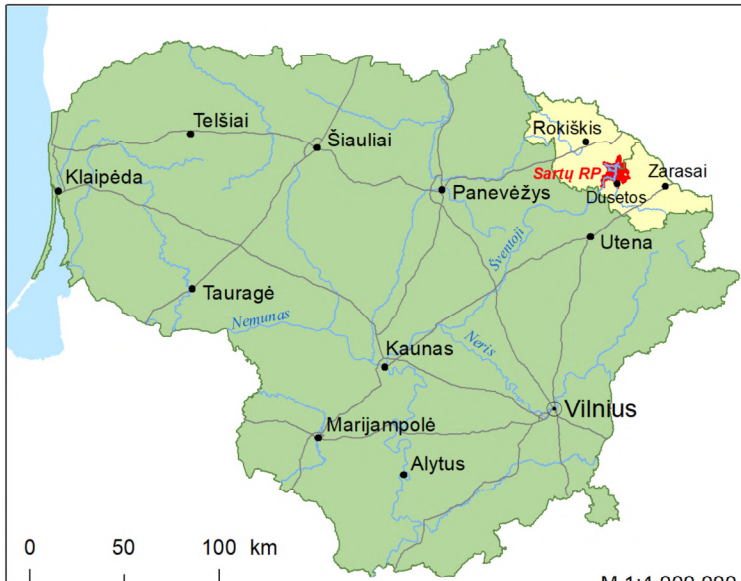 Telšiai
Šiauliai
Rokiškis
Sartų RP
Zarasai
Klaipėda
Panevėžys
Dusetos
Utena
Šventoji
Tauragė
Nemunas
Kaunas
Neris
Vilnius
Marijampolė
Alytus
0 50 100 km